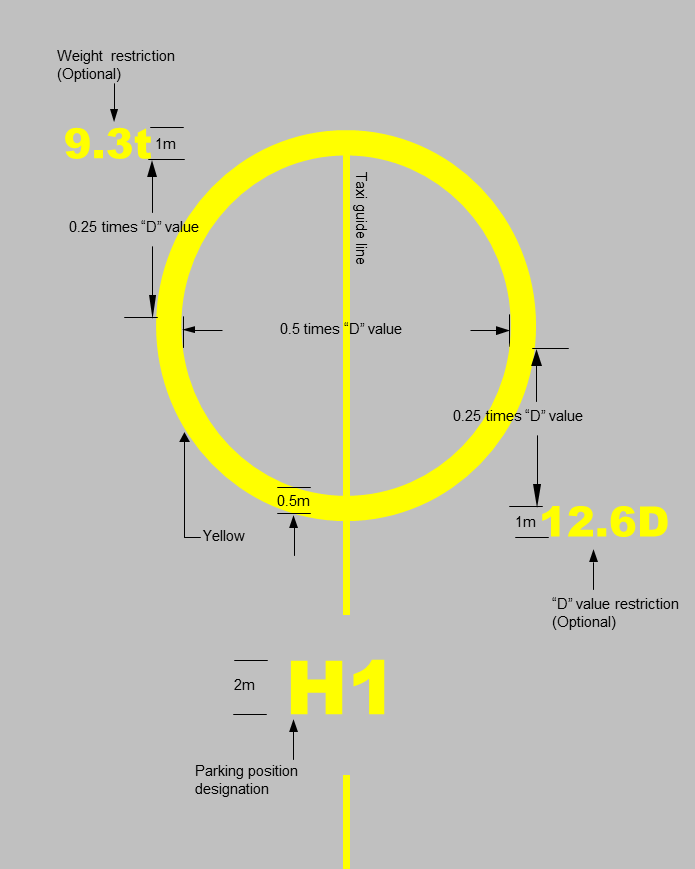 Weight restriction
(Optional)
9.3t
1m
Taxi guide line
0.25 times “D” value
0.5 times “D” value
0.25 times “D” value
0.5m
1m
12.6D
Yellow
“D” value restriction
(Optional)
2m
H1
Parking position
designation